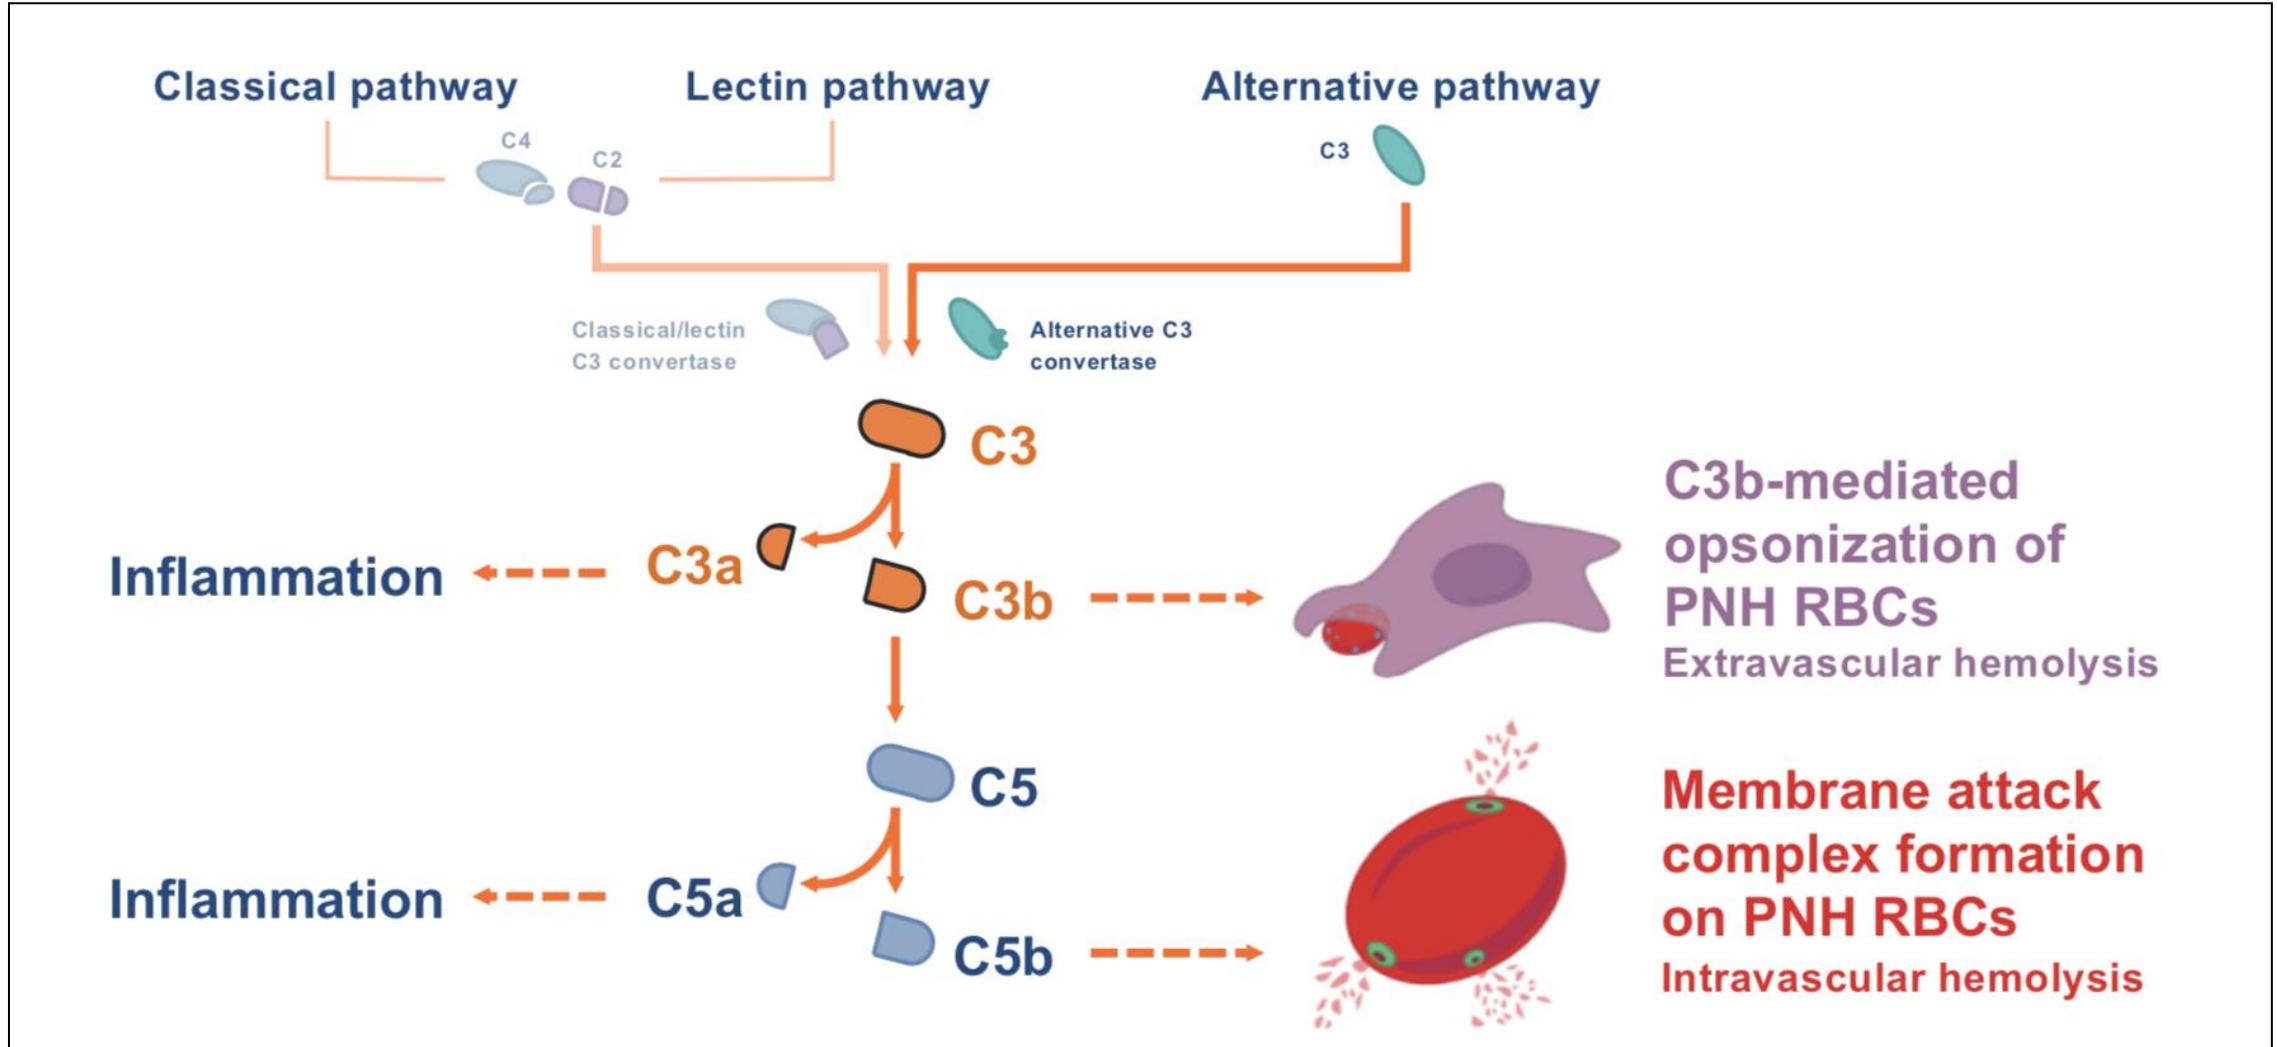 Classical pathway
Lectin pathway
Alternative pathway
C4
C2
C3
Classical/lectin
C3 convertase
Alternative C3
convertase
C3
C3a
Inflammation
C3b
C3b-mediated
opsonization of
PNH RBCs
Extravascular hemolysis
C5
C5a
Inflammation
C5b
Membrane attack
complex formation
on PNH RBCs
Intravascular hemolysis